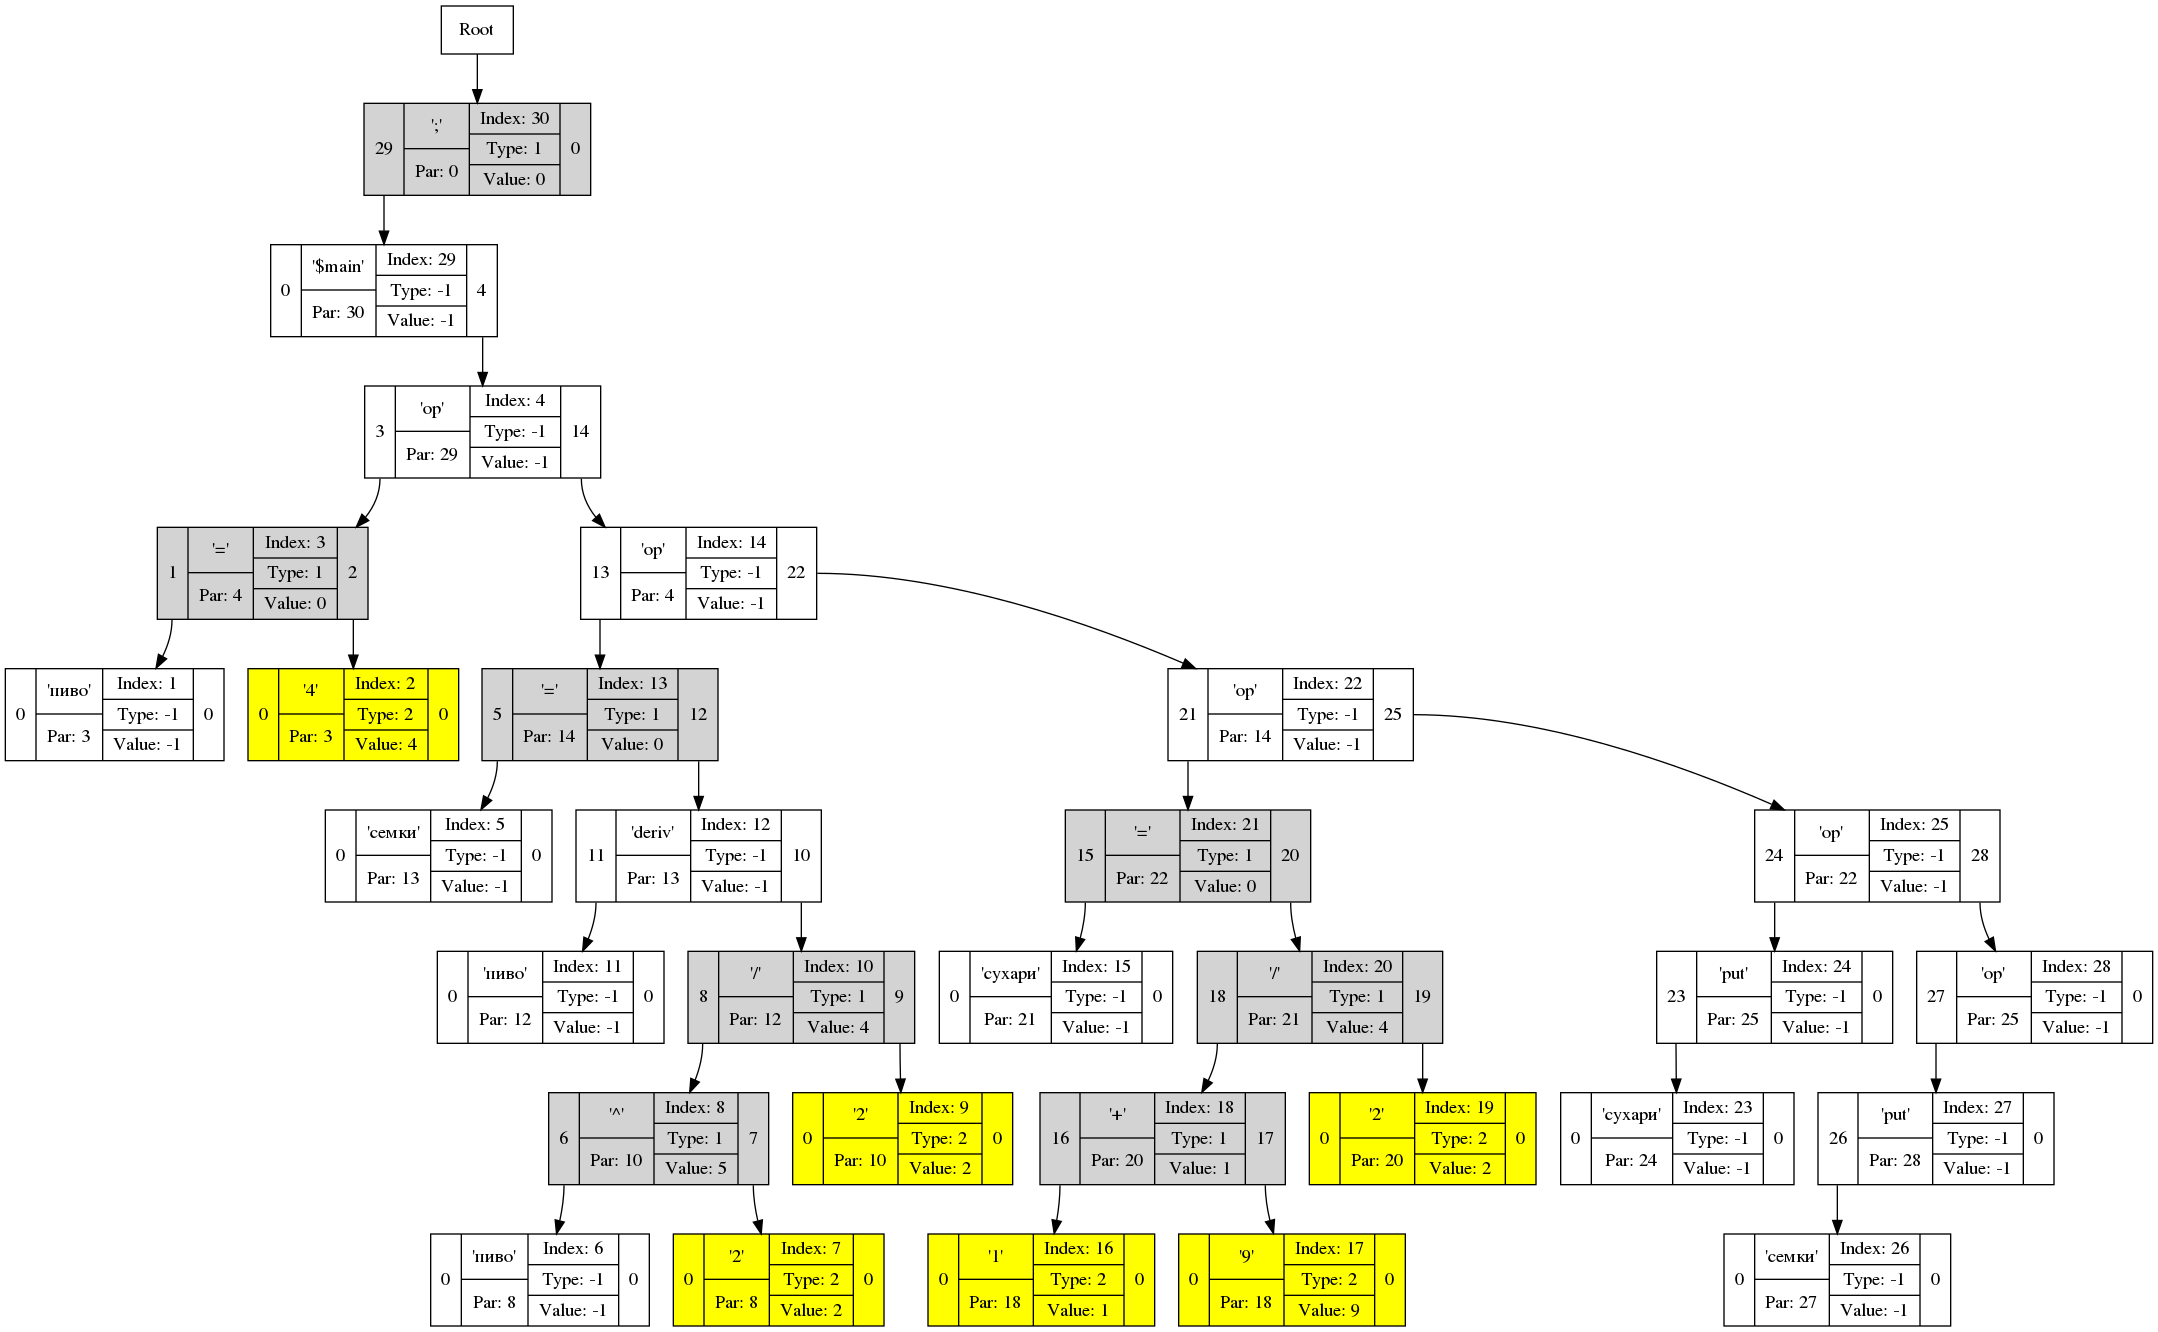 Root
29 ';' Par: 0 Index: 30 Type: 1 Value: 0 0
0 '$main' Par: 30 Index: 29 Type: -1 Value: -1 4
3 'op' Par: 29 Index: 4 Type: -1 Value: -1 14
1 '=' Par: 4 Index: 3 Type: 1 Value: 0 2
13 'op' Par: 4 Index: 14 Type: -1 Value: -1 22
0 'пиво' Par: 3 Index: 1 Type: -1 Value: -1 0
0 '4' Par: 3 Index: 2 Type: 2 Value: 4 0
5 '=' Par: 14 Index: 13 Type: 1 Value: 0 12
21 'op' Par: 14 Index: 22 Type: -1 Value: -1 25
0 'семки' Par: 13 Index: 5 Type: -1 Value: -1 0
11 'deriv' Par: 13 Index: 12 Type: -1 Value: -1 10
15 '=' Par: 22 Index: 21 Type: 1 Value: 0 20
24 'op' Par: 22 Index: 25 Type: -1 Value: -1 28
0 'пиво' Par: 12 Index: 11 Type: -1 Value: -1 0
8 '/' Par: 12 Index: 10 Type: 1 Value: 4 9
0 'сухари' Par: 21 Index: 15 Type: -1 Value: -1 0
18 '/' Par: 21 Index: 20 Type: 1 Value: 4 19
23 'put' Par: 25 Index: 24 Type: -1 Value: -1 0
27 'op' Par: 25 Index: 28 Type: -1 Value: -1 0
6 '^' Par: 10 Index: 8 Type: 1 Value: 5 7
0 '2' Par: 10 Index: 9 Type: 2 Value: 2 0
16 '+' Par: 20 Index: 18 Type: 1 Value: 1 17
0 '2' Par: 20 Index: 19 Type: 2 Value: 2 0
0 'сухари' Par: 24 Index: 23 Type: -1 Value: -1 0
26 'put' Par: 28 Index: 27 Type: -1 Value: -1 0
0 'пиво' Par: 8 Index: 6 Type: -1 Value: -1 0
0 '2' Par: 8 Index: 7 Type: 2 Value: 2 0
0 '1' Par: 18 Index: 16 Type: 2 Value: 1 0
0 '9' Par: 18 Index: 17 Type: 2 Value: 9 0
0 'семки' Par: 27 Index: 26 Type: -1 Value: -1 0